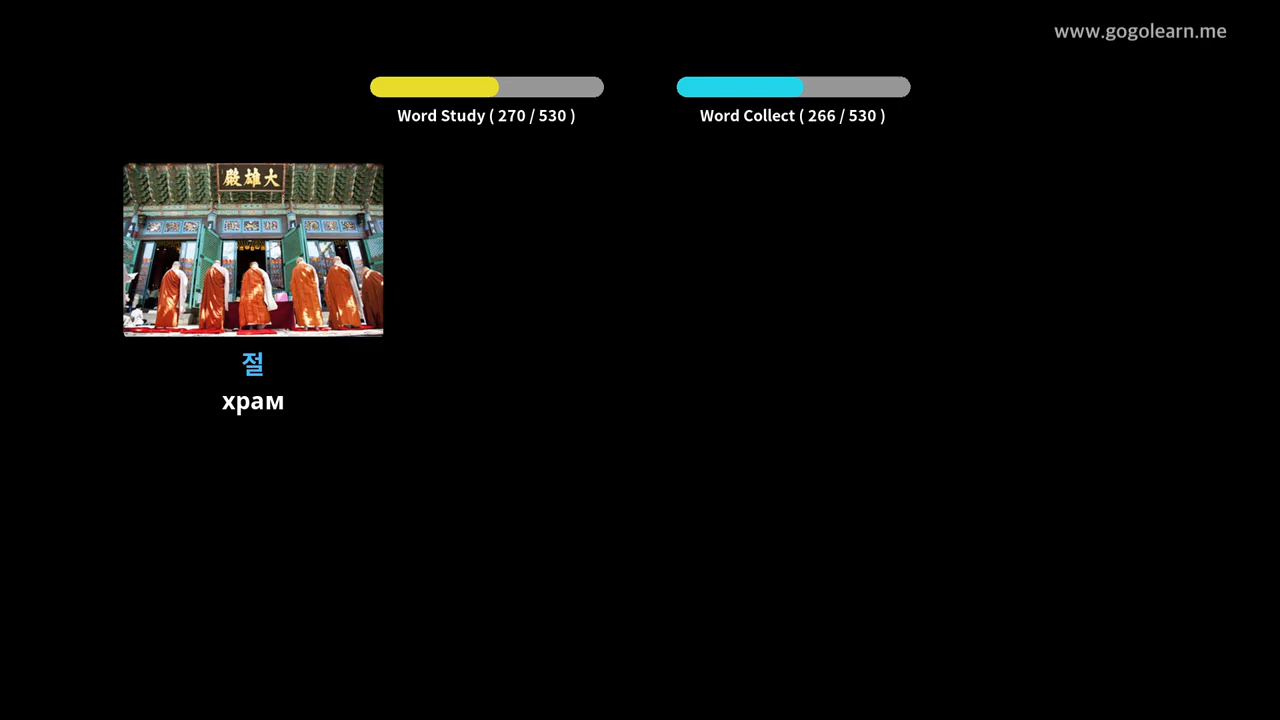 www.gogolearn.me
Word Study ( 270 / 530 )
Word Collect ( 266 / 530 )
殿雄大
절
храм